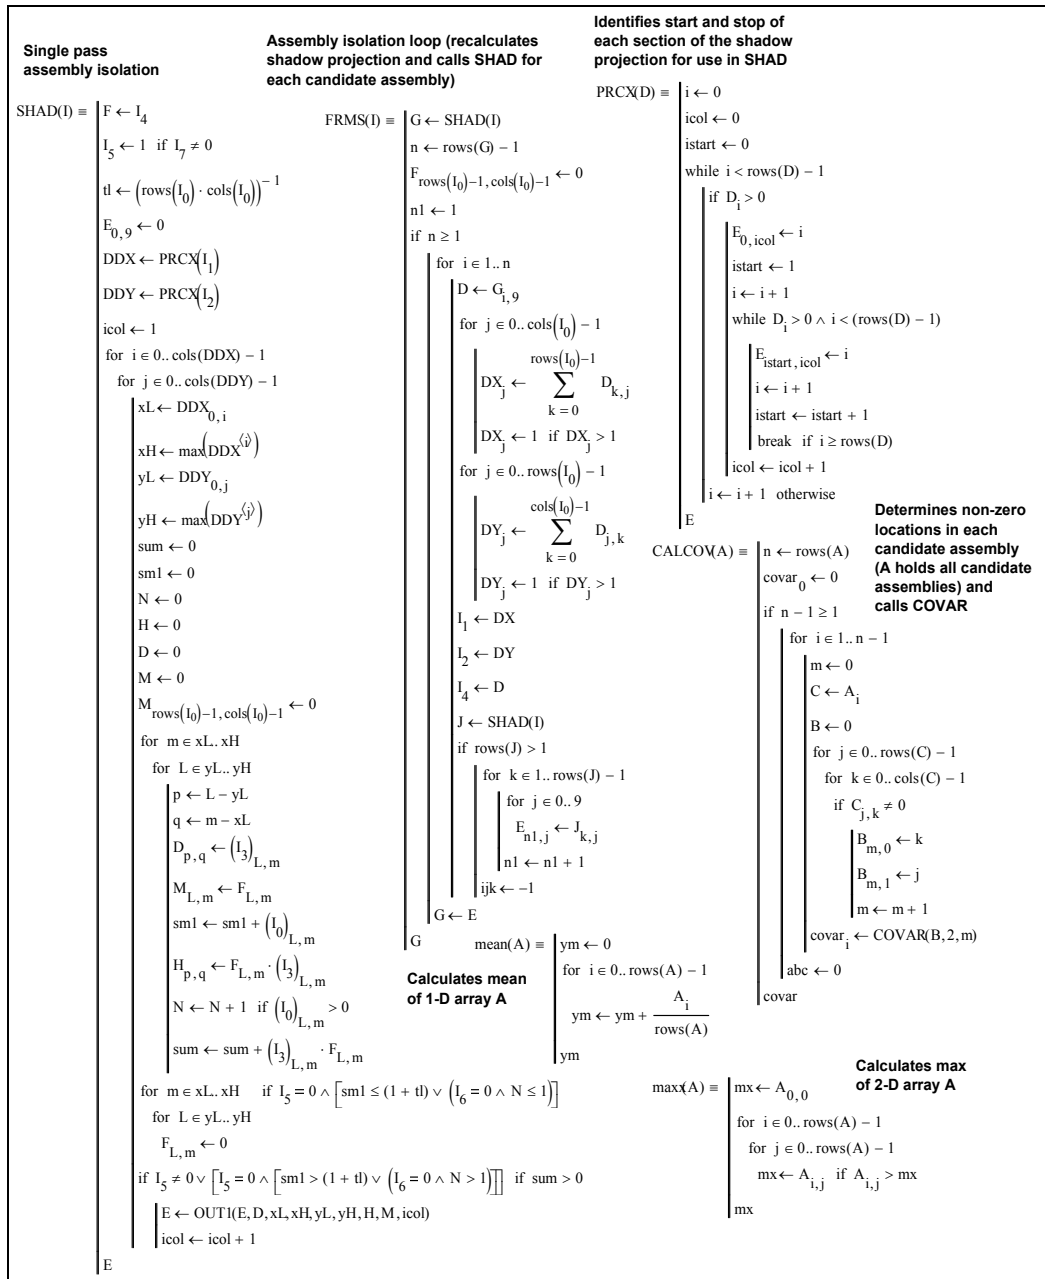 Single pass
assembly isolation
SHAD(I) ≡
F ← I4
I5 ← 1 if I7 ≠ 0
tl ← (rows(I0) · cols(I0))^−1
E0,9 ← 0
DDX ← PRCX(I1)
DDY ← PRCX(I2)
icol ← 1
for i ∈ 0.. cols(DDX) − 1
for j ∈ 0.. cols(DDY) − 1
xL ← DDX0,i
xH ← max(DDX^⟨i⟩)
yL ← DDY0,j
yH ← max(DDY^⟨j⟩)
sum ← 0
sm1 ← 0
N ← 0
H ← 0
D ← 0
M ← 0
Mrows(I0)−1,cols(I0)−1 ← 0
for m ∈ xL.. xH
for L ∈ yL.. yH
p ← L − yL
q ← m − xL
Dp,q ← (I3)L,m
ML,m ← FL,m
sm1 ← sm1 + (I0)L,m
Hp,q ← FL,m · (I3)L,m
N ← N + 1 if (I0)L,m > 0
sum ← sum + (I3)L,m · FL,m
for m ∈ xL.. xH if I5 = 0 ∧ [sm1 ≤ (1 + tl) ∨ (I6 = 0 ∧ N ≤ 1)]
for L ∈ yL.. yH
FL,m ← 0
if I5 ≠ 0 ∨ [I5 = 0 ∧ [sm1 > (1 + tl) ∨ (I6 = 0 ∧ N > 1)]] if sum > 0
E ← OUT1(E, D, xL, xH, yL, yH, H, M, icol)
icol ← icol + 1
E
Assembly isolation loop (recalculates
shadow projection and calls SHAD for
each candidate assembly)
FRMS(I) ≡
G ← SHAD(I)
n ← rows(G) − 1
Frows(I0)−1,cols(I0)−1 ← 0
n1 ← 1
if n ≥ 1
for i ∈ 1.. n
D ← Gi,9
for j ∈ 0.. cols(I0) − 1
rows(I0)−1
DXj ← ∑ Dk,j
k = 0
DXj ← 1 if DXj > 1
for j ∈ 0.. rows(I0) − 1
cols(I0)−1
DYj ← ∑ Dj,k
k = 0
DYj ← 1 if DYj > 1
I1 ← DX
I2 ← DY
I4 ← D
J ← SHAD(I)
if rows(J) > 1
for k ∈ 1.. rows(J) − 1
for j ∈ 0.. 9
En1,j ← Jk,j
n1 ← n1 + 1
ijk ← −1
G ← E
G
Calculates mean
of 1-D array A
mean(A) ≡
ym ← 0
for i ∈ 0.. rows(A) − 1
ym ← ym + Ai / rows(A)
ym
Identifies start and stop of
each section of the shadow
projection for use in SHAD
PRCX(D) ≡
i ← 0
icol ← 0
istart ← 0
while i < rows(D) − 1
if Di > 0
E0,icol ← i
istart ← 1
i ← i + 1
while Di > 0 ∧ i < (rows(D) − 1)
Eistart,icol ← i
i ← i + 1
istart ← istart + 1
break if i ≥ rows(D)
icol ← icol + 1
i ← i + 1 otherwise
E
Determines non-zero
locations in each
candidate assembly
(A holds all candidate
assemblies) and
calls COVAR
CALCOV(A) ≡
n ← rows(A)
covar0 ← 0
if n − 1 ≥ 1
for i ∈ 1.. n − 1
m ← 0
C ← Ai
B ← 0
for j ∈ 0.. rows(C) − 1
for k ∈ 0.. cols(C) − 1
if Cj,k ≠ 0
Bm,0 ← k
Bm,1 ← j
m ← m + 1
covari ← COVAR(B, 2, m)
abc ← 0
covar
Calculates max
of 2-D array A
maxx(A) ≡
mx ← A0,0
for i ∈ 0.. rows(A) − 1
for j ∈ 0.. rows(A) − 1
mx ← Ai,j if Ai,j > mx
mx